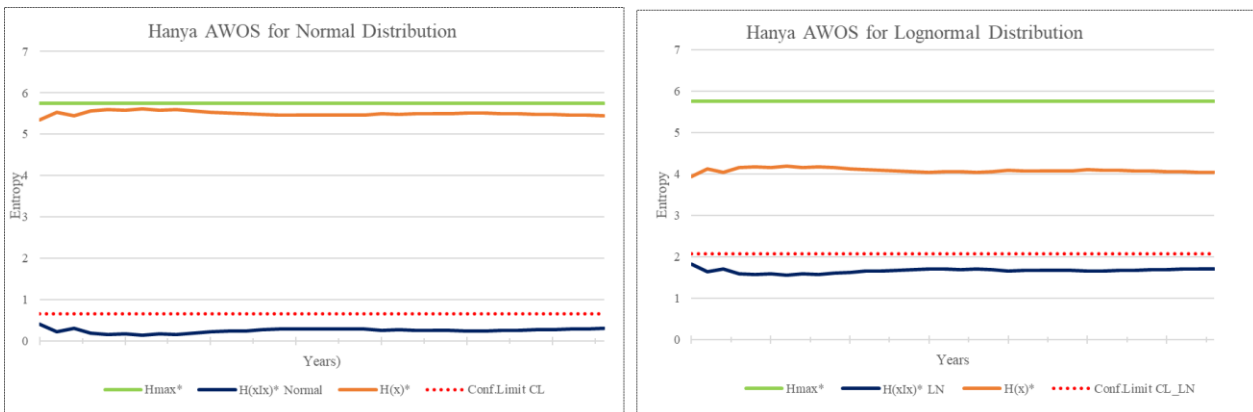 Hanya AWOS for Normal Distribution
7
6
5
4
3
2
1
0
Entropy
Years)
Hmax*
H(xIx)* Normal
H(x)*
Conf.Limit CL
Hanya AWOS for Lognormal Distribution
7
6
5
4
3
2
1
0
Entropy
Years
Hmax*
H(xIx)* LN
H(x)*
Conf.Limit CL_LN